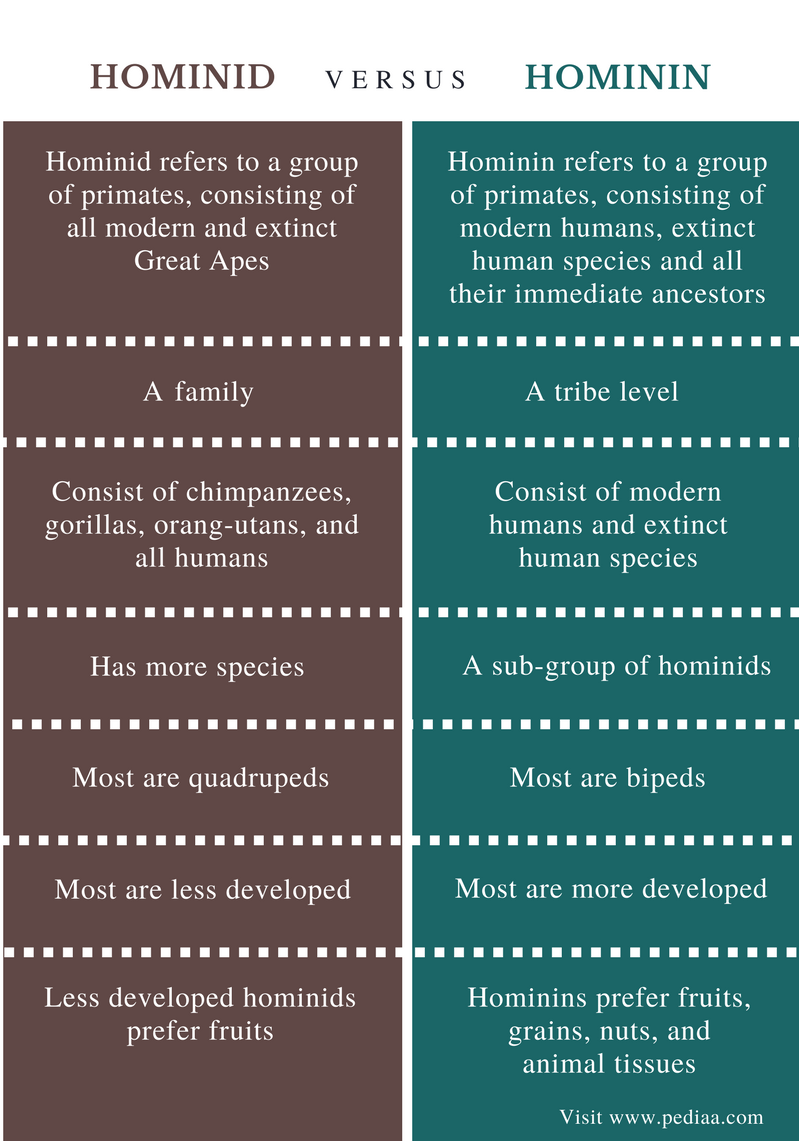 HOMINID VERSUS HOMININ
Hominid refers to a group
of primates, consisting of
all modern and extinct
Great Apes
Hominin refers to a group
of primates, consisting of
modern humans, extinct
human species and all
their immediate ancestors
A family
A tribe level
Consist of chimpanzees,
gorillas, orang-utans, and
all humans
Consist of modern
humans and extinct
human species
Has more species
A sub-group of hominids
Most are quadrupeds
Most are bipeds
Most are less developed
Most are more developed
Less developed hominids
prefer fruits
Hominins prefer fruits,
grains, nuts, and
animal tissues
Visit www.pediaa.com